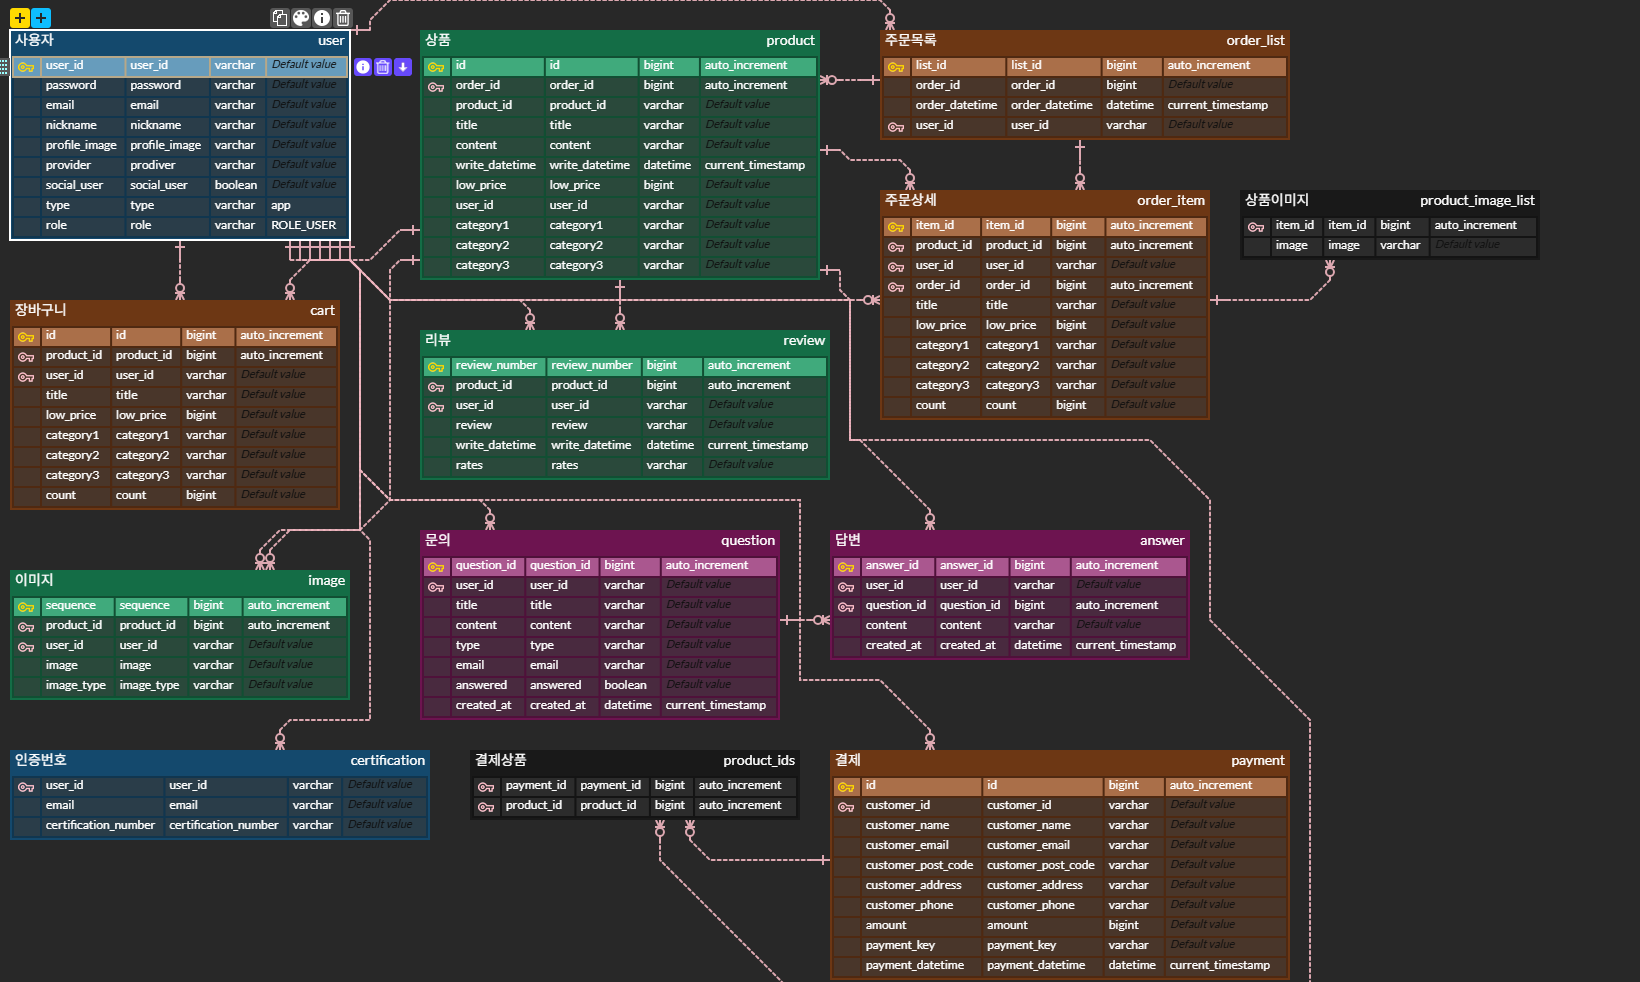 사용자 user
user_id user_id varchar Default value
password password varchar Default value
email email varchar Default value
nickname nickname varchar Default value
profile_image profile_image varchar Default value
provider prodiver varchar Default value
social_user social_user boolean Default value
type type varchar app
role role varchar ROLE_USER
상품 product
id id bigint auto_increment
order_id order_id bigint auto_increment
product_id product_id varchar Default value
title title varchar Default value
content content varchar Default value
write_datetime write_datetime datetime current_timestamp
low_price low_price bigint Default value
user_id user_id varchar Default value
category1 category1 varchar Default value
category2 category2 varchar Default value
category3 category3 varchar Default value
주문목록 order_list
list_id list_id bigint auto_increment
order_id order_id bigint Default value
order_datetime order_datetime datetime current_timestamp
user_id user_id varchar Default value
주문상세 order_item
item_id item_id bigint auto_increment
product_id product_id bigint auto_increment
user_id user_id varchar Default value
order_id order_id bigint auto_increment
title title varchar Default value
low_price low_price bigint Default value
category1 category1 varchar Default value
category2 category2 varchar Default value
category3 category3 varchar Default value
count count bigint Default value
상품이미지 product_image_list
item_id item_id bigint auto_increment
image image varchar Default value
장바구니 cart
id id bigint auto_increment
product_id product_id bigint auto_increment
user_id user_id varchar Default value
title title varchar Default value
low_price low_price bigint Default value
category1 category1 varchar Default value
category2 category2 varchar Default value
category3 category3 varchar Default value
count count bigint Default value
리뷰 review
review_number review_number bigint auto_increment
product_id product_id bigint auto_increment
user_id user_id varchar Default value
review review varchar Default value
write_datetime write_datetime datetime current_timestamp
rates rates varchar Default value
이미지 image
sequence sequence bigint auto_increment
product_id product_id bigint auto_increment
user_id user_id varchar Default value
image image varchar Default value
image_type image_type varchar Default value
문의 question
question_id question_id bigint auto_increment
user_id user_id varchar Default value
title title varchar Default value
content content varchar Default value
type type varchar Default value
email email varchar Default value
answered answered boolean Default value
created_at created_at datetime current_timestamp
답변 answer
answer_id answer_id bigint auto_increment
user_id user_id varchar Default value
question_id question_id bigint auto_increment
content content varchar Default value
created_at created_at datetime current_timestamp
인증번호 certification
user_id user_id varchar Default value
email email varchar Default value
certification_number certification_number varchar Default value
결제상품 product_ids
payment_id payment_id bigint auto_increment
product_id product_id bigint auto_increment
결제 payment
id id bigint auto_increment
customer_id customer_id varchar Default value
customer_name customer_name varchar Default value
customer_email customer_email varchar Default value
customer_post_code customer_post_code varchar Default value
customer_address customer_address varchar Default value
customer_phone customer_phone varchar Default value
amount amount bigint Default value
payment_key payment_key varchar Default value
payment_datetime payment_datetime datetime current_timestamp